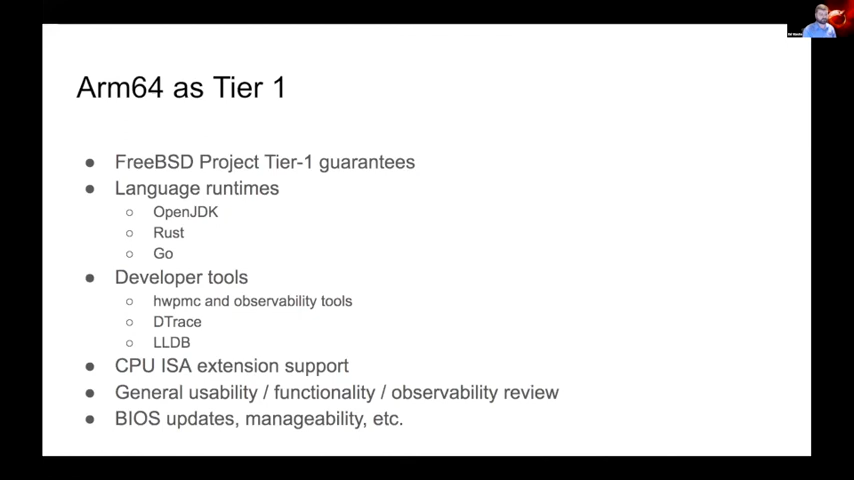 Arm64 as Tier 1
● FreeBSD Project Tier-1 guarantees
● Language runtimes
○ OpenJDK
○ Rust
○ Go
● Developer tools
○ hwpmc and observability tools
○ DTrace
○ LLDB
● CPU ISA extension support
● General usability / functionality / observability review
● BIOS updates, manageability, etc.